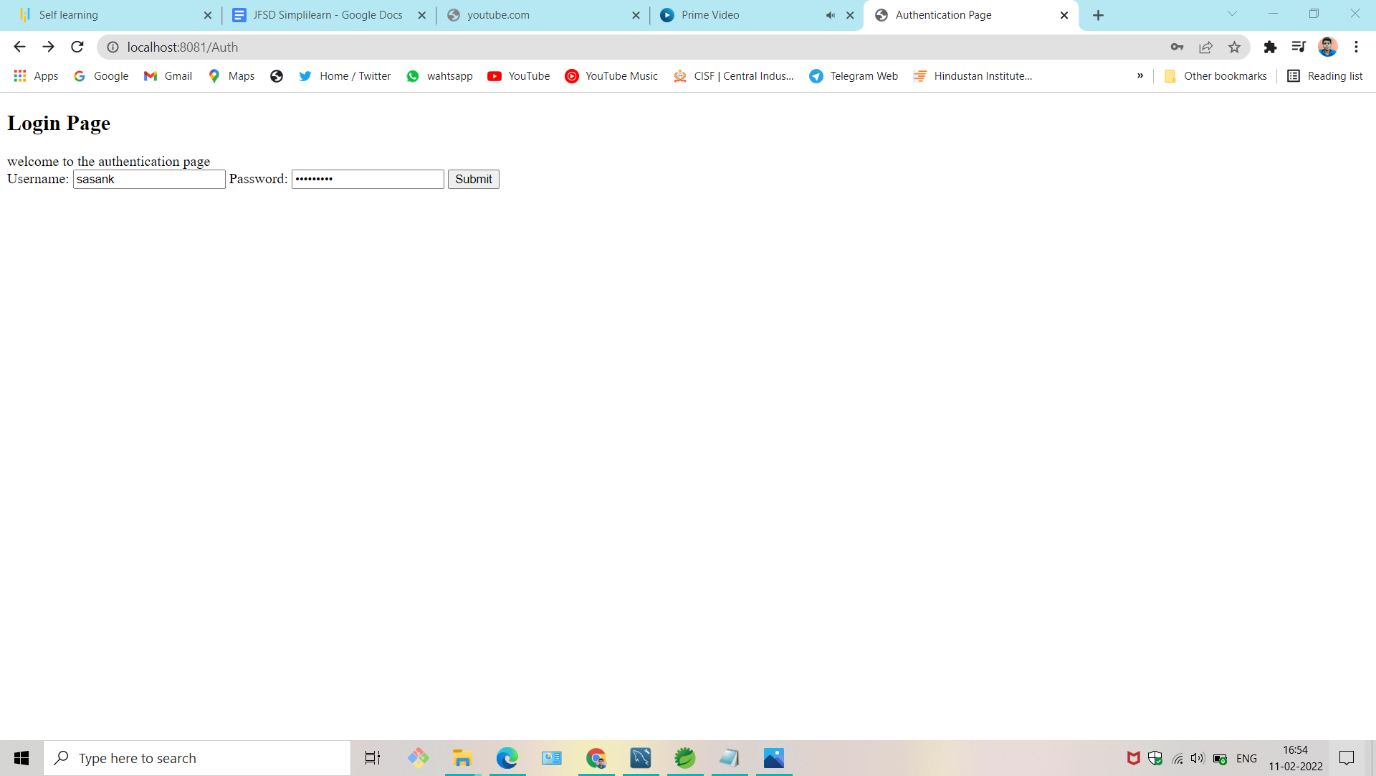 Self learning
JFSD Simplilearn - Google Docs
youtube.com
Prime Video
Authentication Page
localhost:8081/Auth
Apps
Google
Gmail
Maps
Home / Twitter
wahtsapp
YouTube
YouTube Music
CISF | Central Indus...
Telegram Web
Hindustan Institute...
»
Other bookmarks
Reading list
Login Page
welcome to the authentication page
Username: sasank Password: ••••••••• Submit
Type here to search
ENG
16:54
11-02-2022